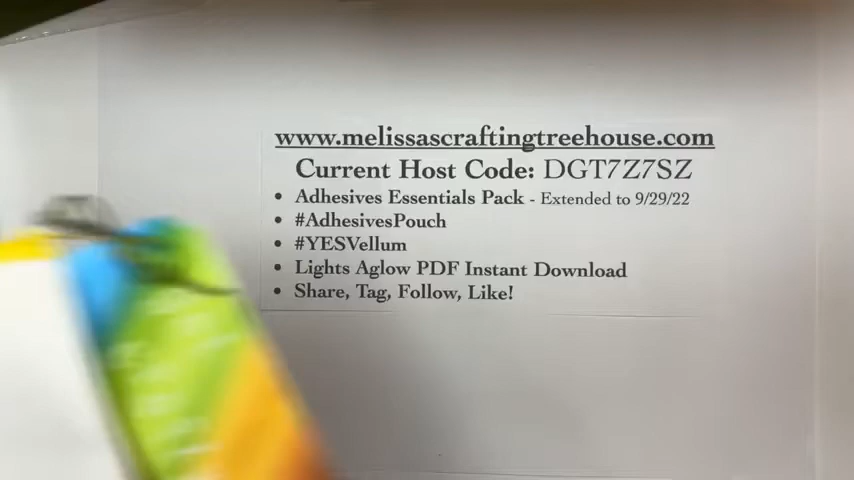 www.melissascraftingtreehouse.com
Current Host Code: DGT7Z7SZ
• Adhesives Essentials Pack - Extended to 9/29/22
• #AdhesivesPouch
• #YESVellum
• Lights Aglow PDF Instant Download
• Share, Tag, Follow, Like!